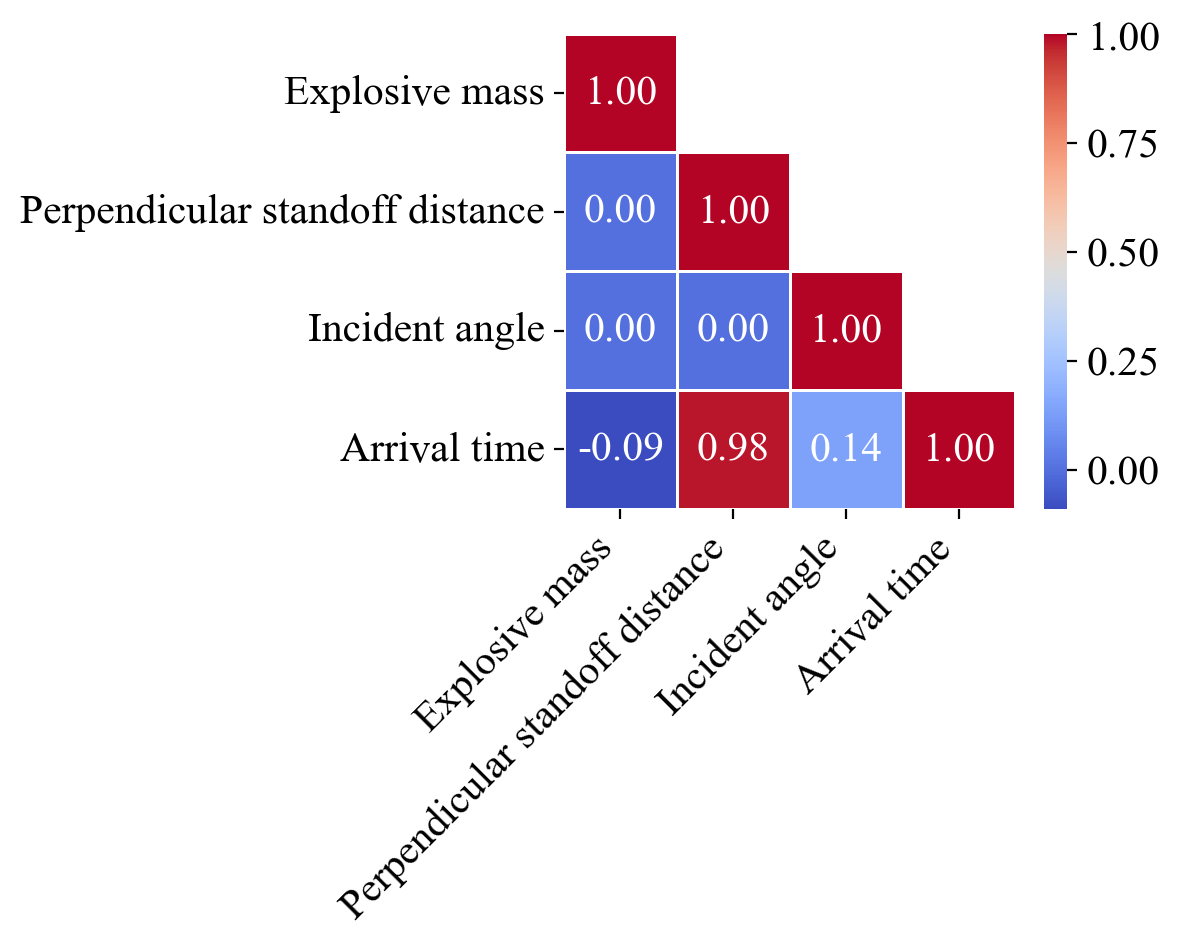 Explosive mass 1.00
Perpendicular standoff distance 0.00 1.00
Incident angle 0.00 0.00 1.00
Arrival time -0.09 0.98 0.14 1.00
Explosive mass
Perpendicular standoff distance
Incident angle
Arrival time
1.00
0.75
0.50
0.25
0.00